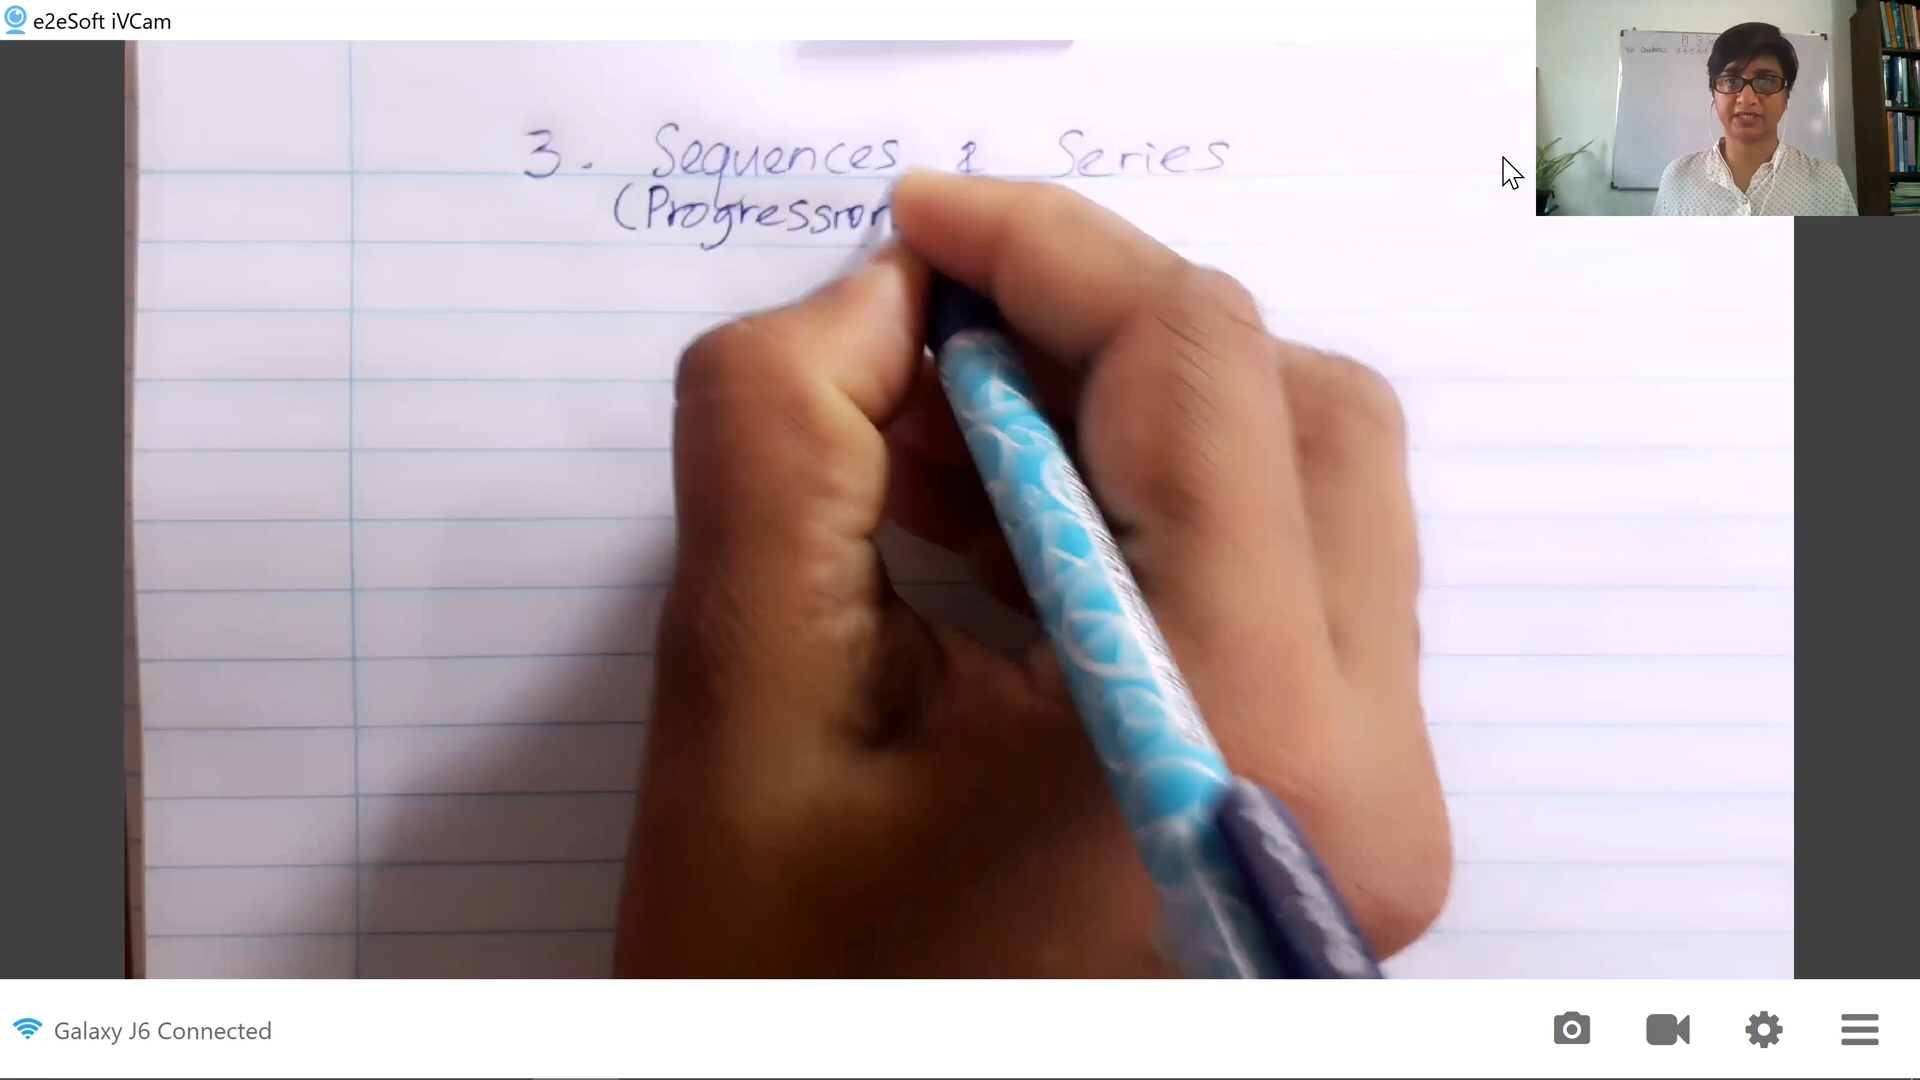 e2eSoft iVCam
3. Sequences & Series
(Progression
Galaxy J6 Connected